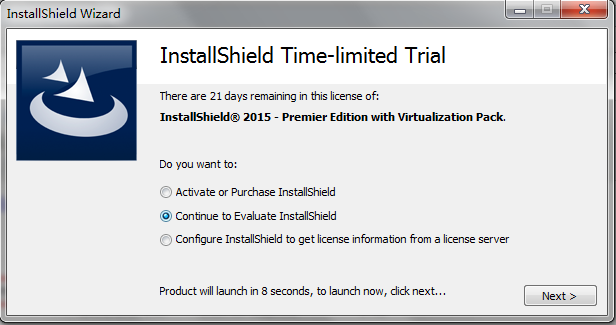 InstallShield Wizard
InstallShield Time-limited Trial
There are 21 days remaining in this license of:
InstallShield® 2015 - Premier Edition with Virtualization Pack.
Do you want to:
Activate or Purchase InstallShield
Continue to Evaluate InstallShield
Configure InstallShield to get license information from a license server
Product will launch in 8 seconds, to launch now, click next...
Next >